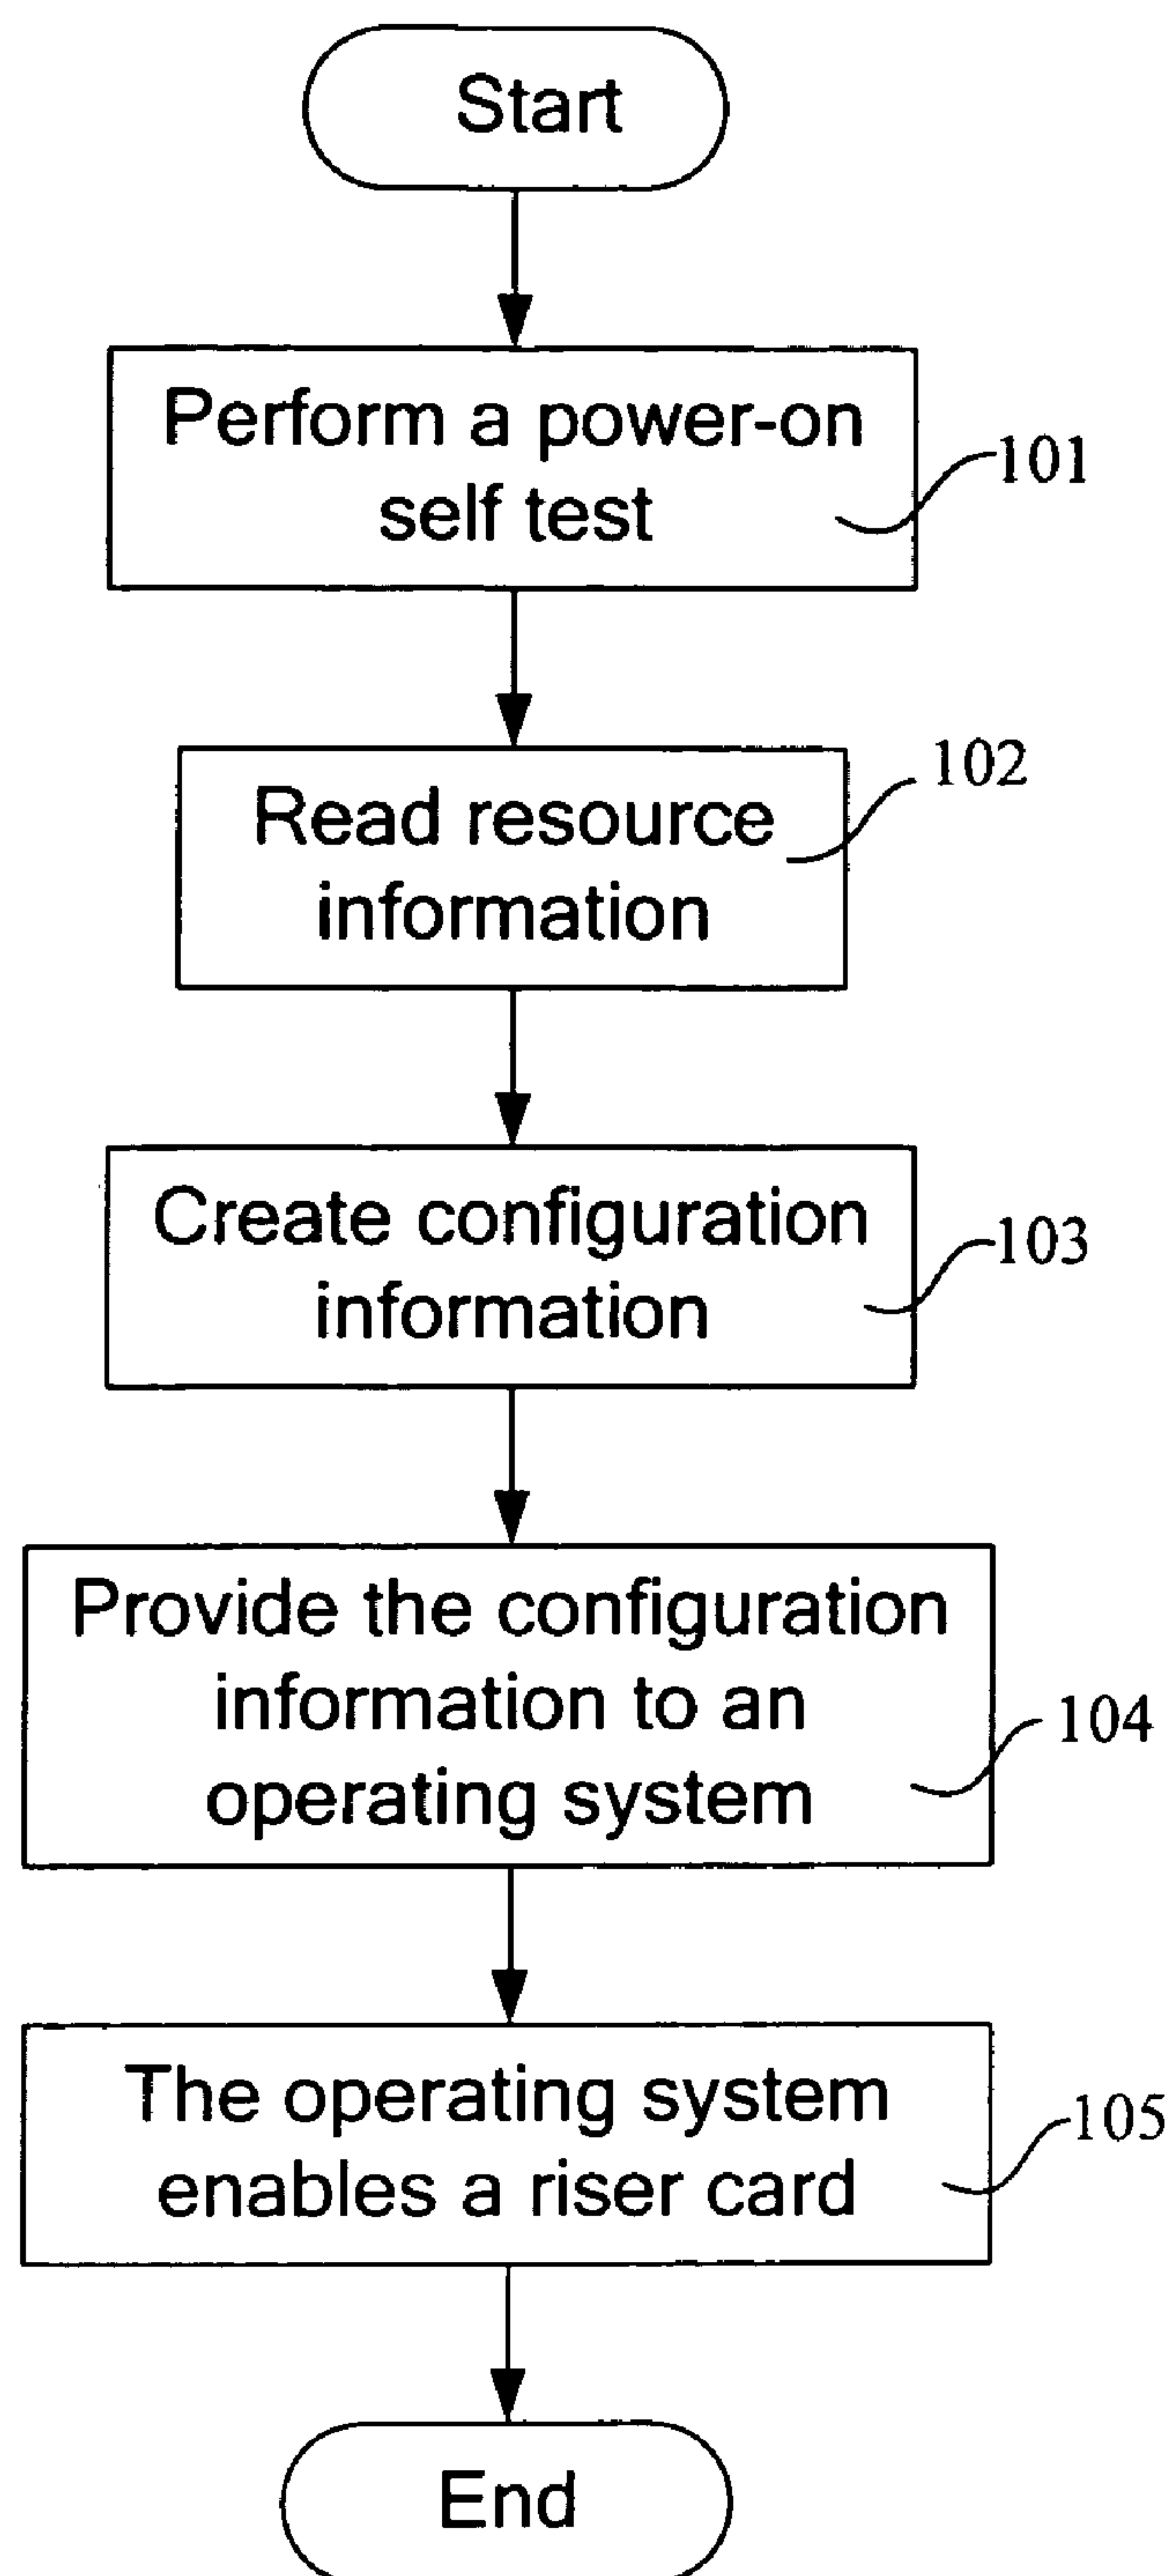 Start
Perform a power-on
self test
101
Read resource
information
102
Create configuration
information
103
Provide the configuration
information to an
operating system
104
The operating system
enables a riser card
105
End